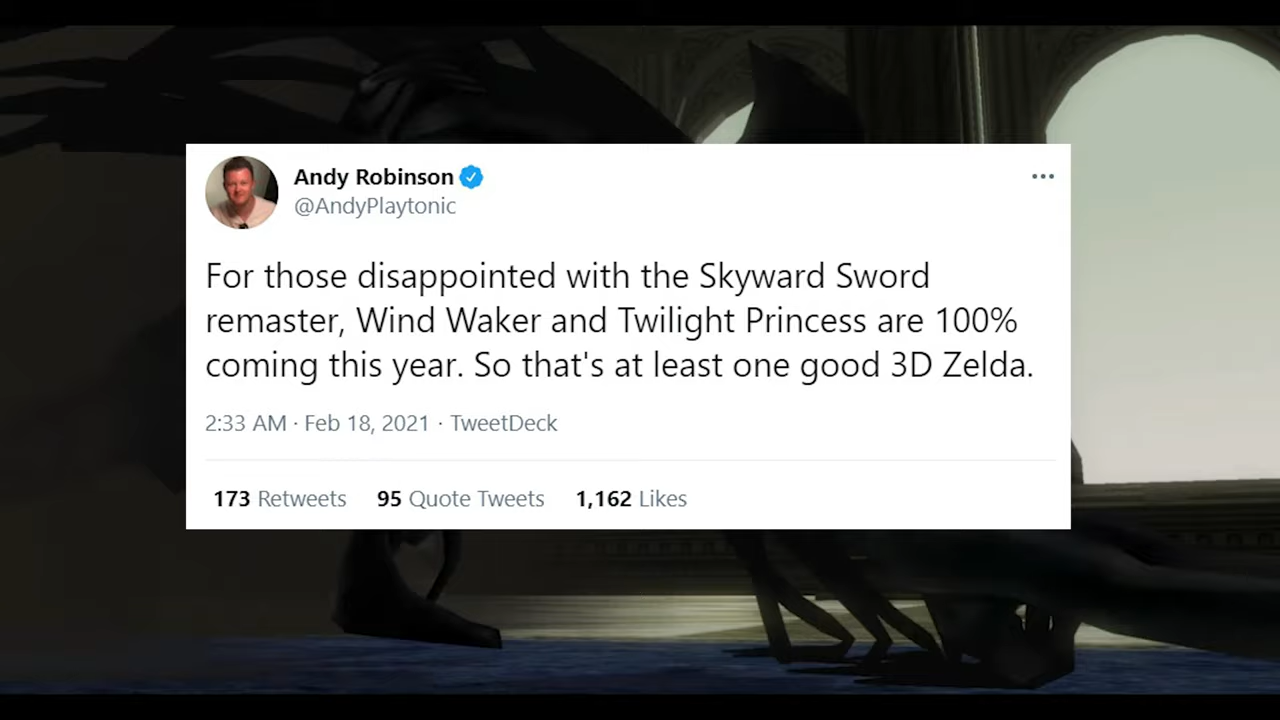 Andy Robinson
@AndyPlaytonic
For those disappointed with the Skyward Sword
remaster, Wind Waker and Twilight Princess are 100%
coming this year. So that's at least one good 3D Zelda.
2:33 AM · Feb 18, 2021 · TweetDeck
173 Retweets 95 Quote Tweets 1,162 Likes